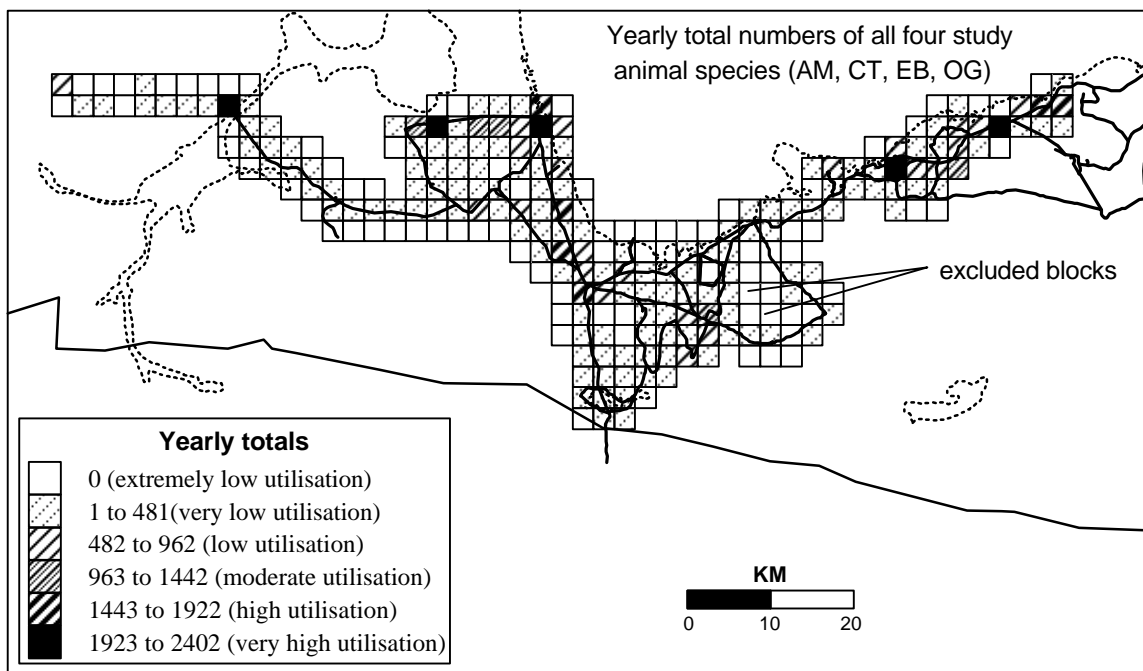 Yearly total numbers of all four study
animal species (AM, CT, EB, OG)
excluded blocks
Yearly totals
0 (extremely low utilisation)
1 to 481(very low utilisation)
482 to 962 (low utilisation)
963 to 1442 (moderate utilisation)
1443 to 1922 (high utilisation)
1923 to 2402 (very high utilisation)
KM
0 10 20